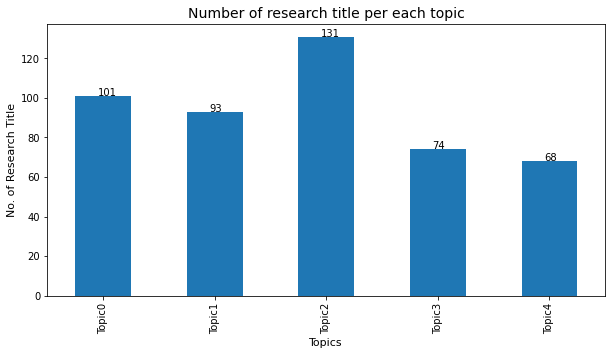 Number of research title per each topic
No. of Research Title
120
100
80
60
40
20
0
101
93
131
74
68
Topic0
Topic1
Topic2
Topic3
Topic4
Topics